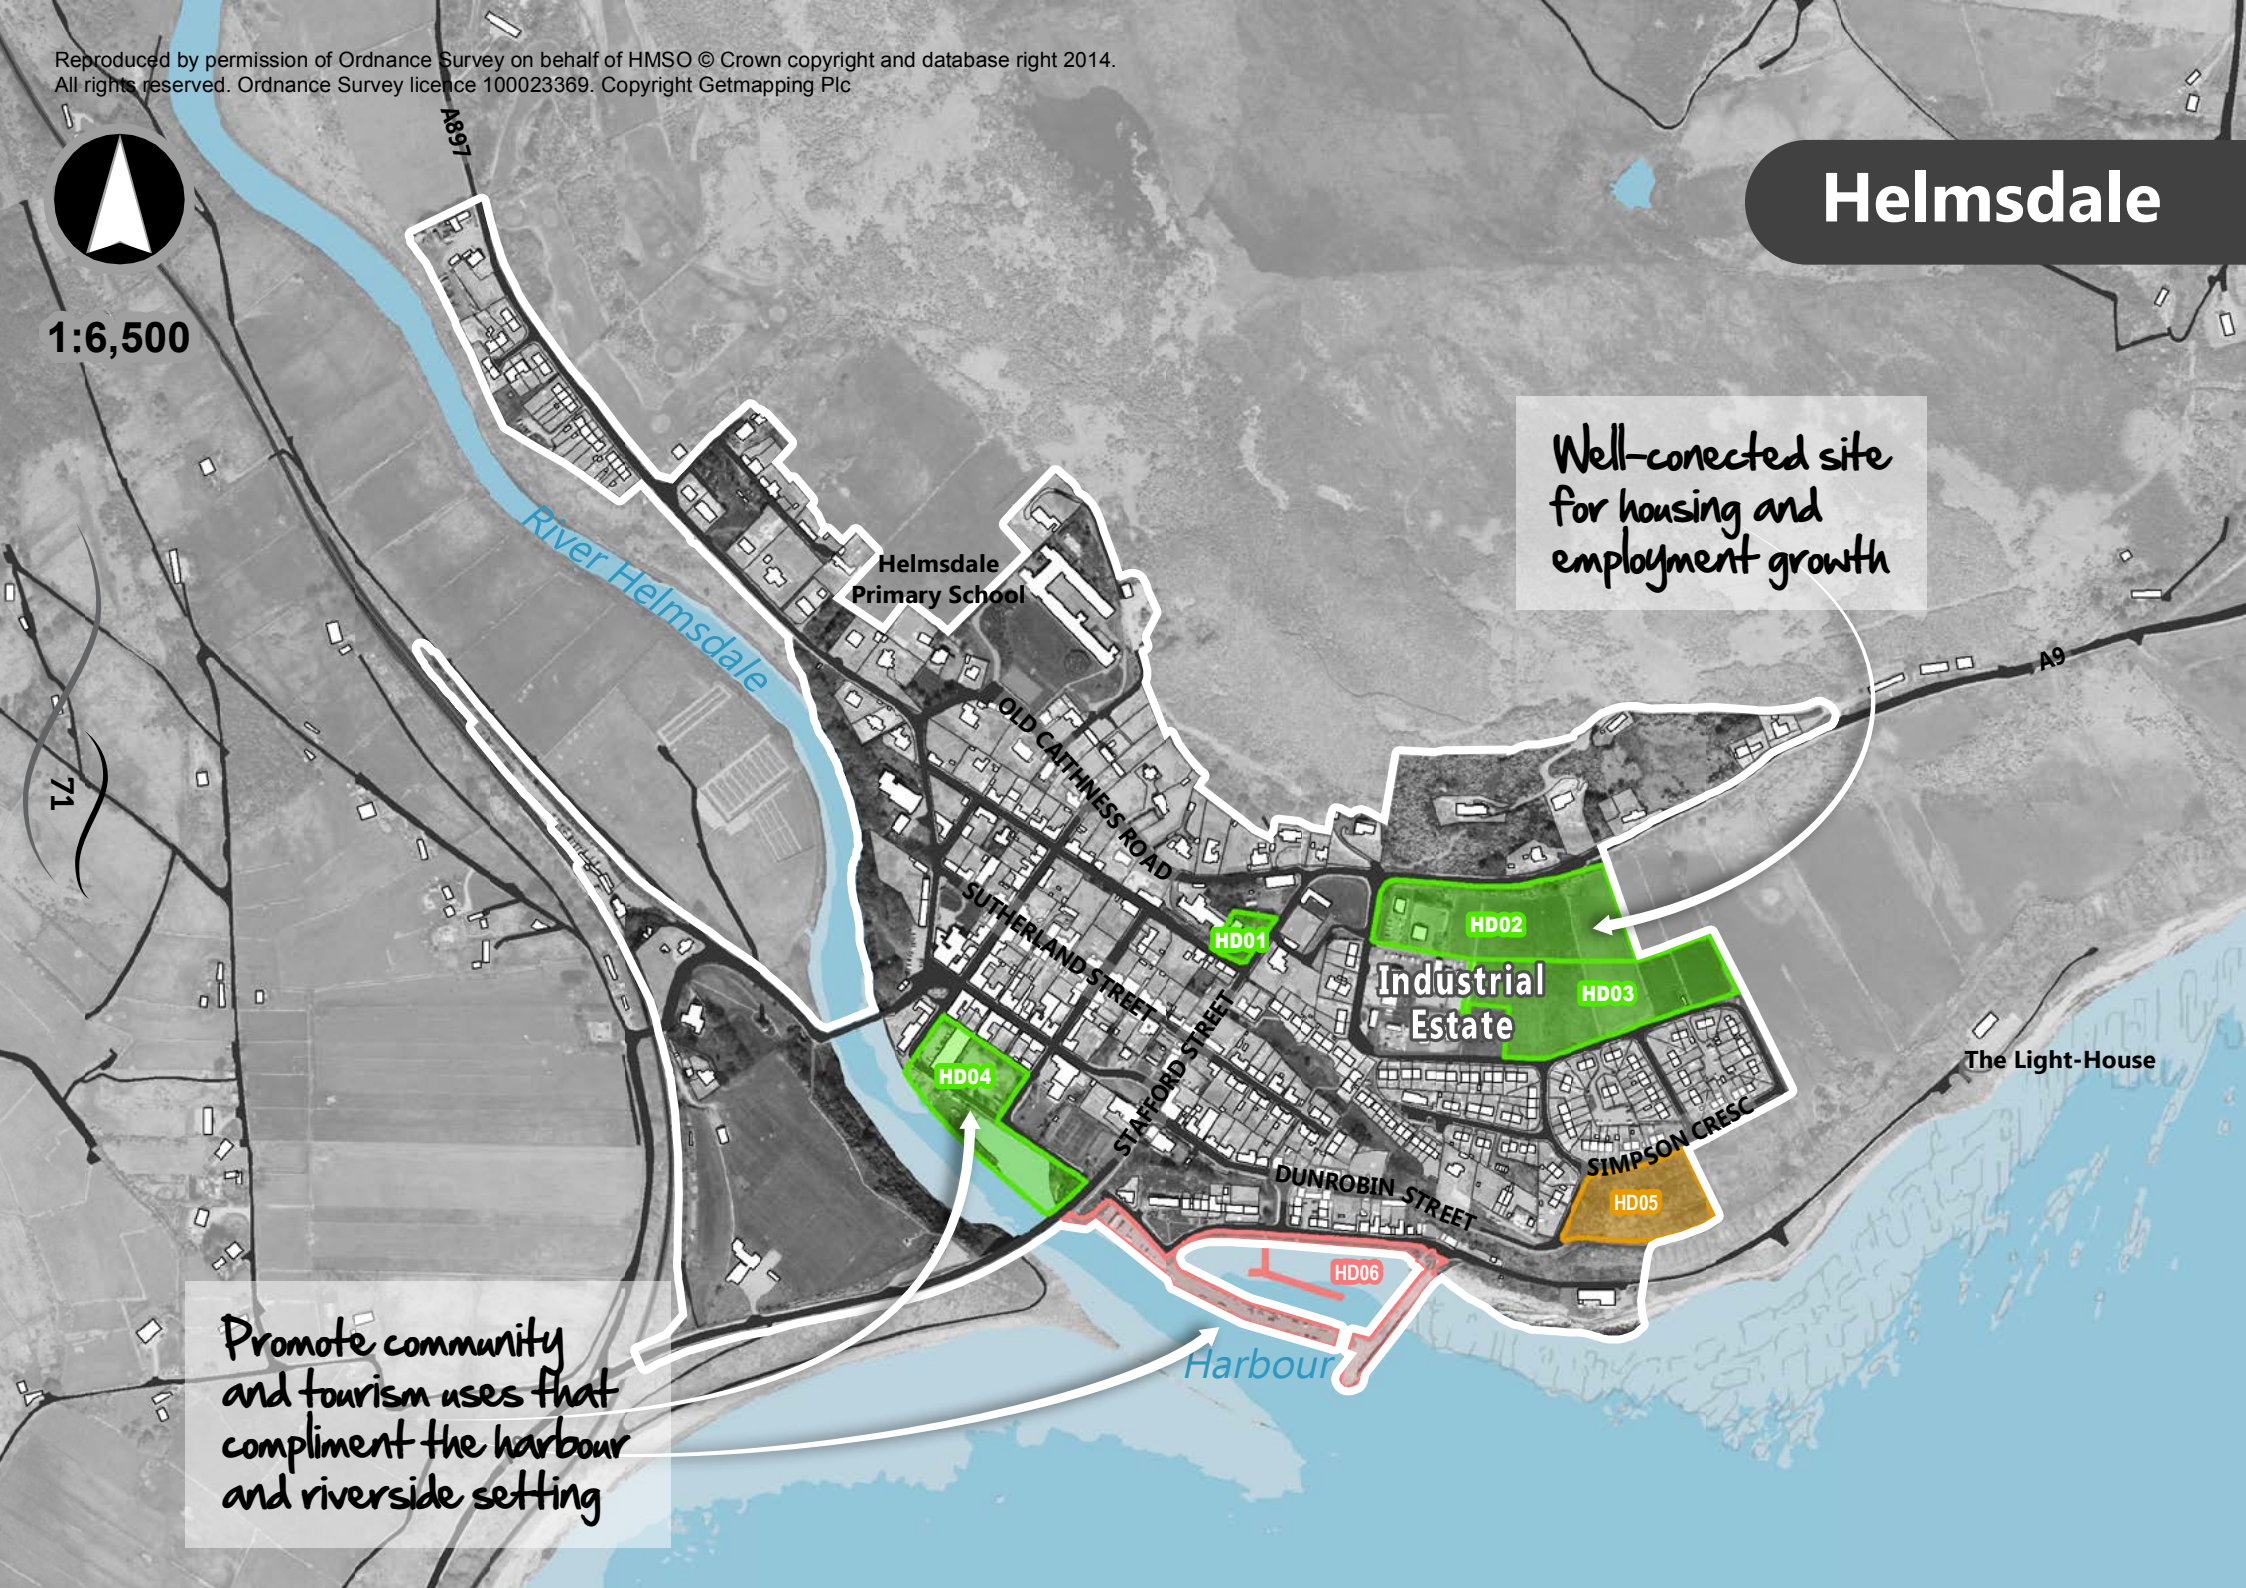 Reproduced by permission of Ordnance Survey on behalf of HMSO © Crown copyright and database right 2014.
All rights reserved. Ordnance Survey licence 100023369. Copyright Getmapping Plc
A897
Helmsdale
1:6,500
Well-conected site
for housing and
employment growth
River Helmsdale
Helmsdale
Primary School
A9
OLD CAITHNESS ROAD
71
SUTHERLAND STREET
HD01
HD02
Industrial
Estate
HD03
STAFFORD STREET
The Light-House
HD04
SIMPSON CRESC
DUNROBIN STREET
HD05
HD06
Harbour
Promote community
and tourism uses that
compliment the harbour
and riverside setting